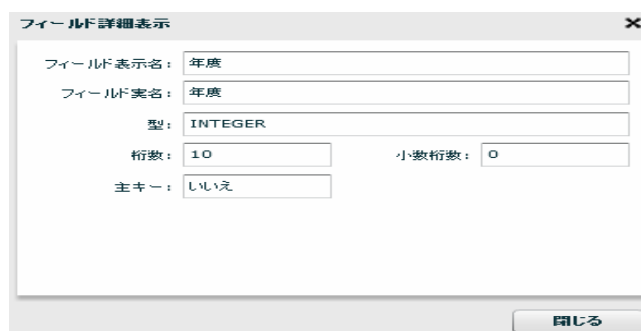 フィールド詳細表示
フィールド表示名： 年度
フィールド実名： 年度
型： INTEGER
桁数： 10 小数桁数： 0
主キー： いいえ
閉じる